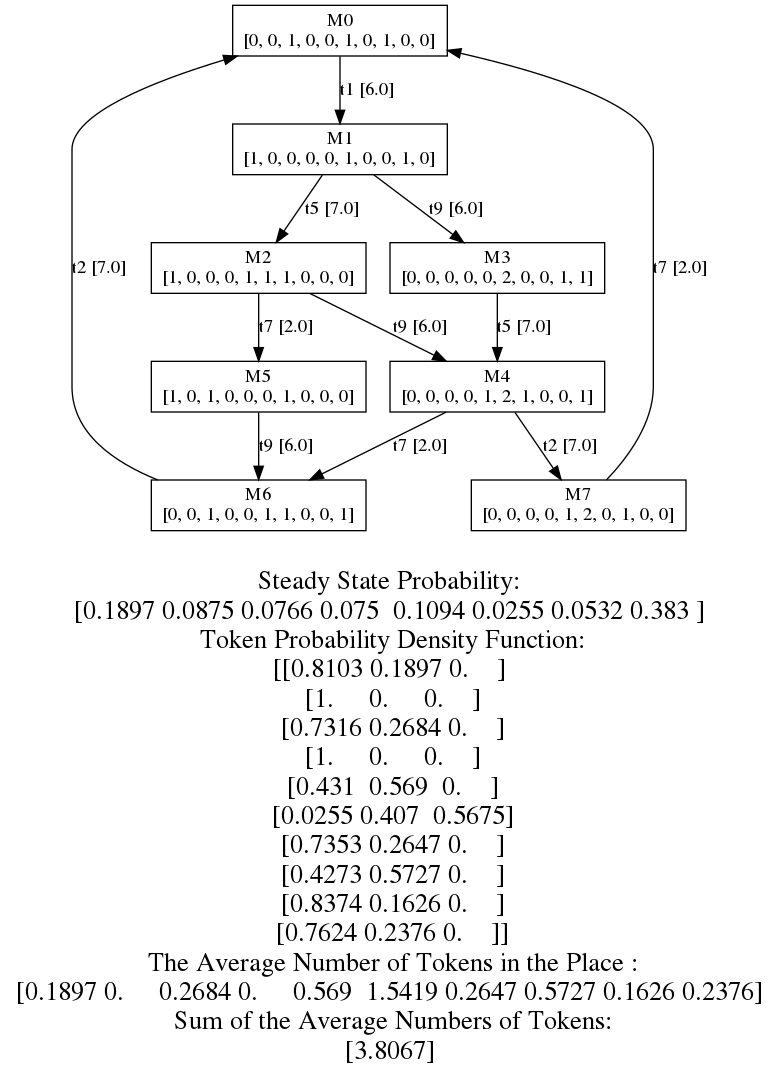 M0
[0, 0, 1, 0, 0, 1, 0, 1, 0, 0]
t1 [6.0]
M1
[1, 0, 0, 0, 0, 1, 0, 0, 1, 0]
t5 [7.0]
t9 [6.0]
M2
[1, 0, 0, 0, 1, 1, 1, 0, 0, 0]
M3
[0, 0, 0, 0, 0, 2, 0, 0, 1, 1]
t2 [7.0]
t7 [2.0]
t7 [2.0]
t9 [6.0]
t5 [7.0]
M5
[1, 0, 1, 0, 0, 0, 1, 0, 0, 0]
M4
[0, 0, 0, 0, 1, 2, 1, 0, 0, 1]
t9 [6.0]
t7 [2.0]
t2 [7.0]
M6
[0, 0, 1, 0, 0, 1, 1, 0, 0, 1]
M7
[0, 0, 0, 0, 1, 2, 0, 1, 0, 0]
Steady State Probability:
[0.1897 0.0875 0.0766 0.075  0.1094 0.0255 0.0532 0.383 ]
Token Probability Density Function:
[[0.8103 0.1897 0.    ]
[1.     0.     0.    ]
[0.7316 0.2684 0.    ]
[1.     0.     0.    ]
[0.431  0.569  0.    ]
[0.0255 0.407  0.5675]
[0.7353 0.2647 0.    ]
[0.4273 0.5727 0.    ]
[0.8374 0.1626 0.    ]
[0.7624 0.2376 0.    ]]
The Average Number of Tokens in the Place :
[0.1897 0.     0.2684 0.     0.569  1.5419 0.2647 0.5727 0.1626 0.2376]
Sum of the Average Numbers of Tokens:
[3.8067]